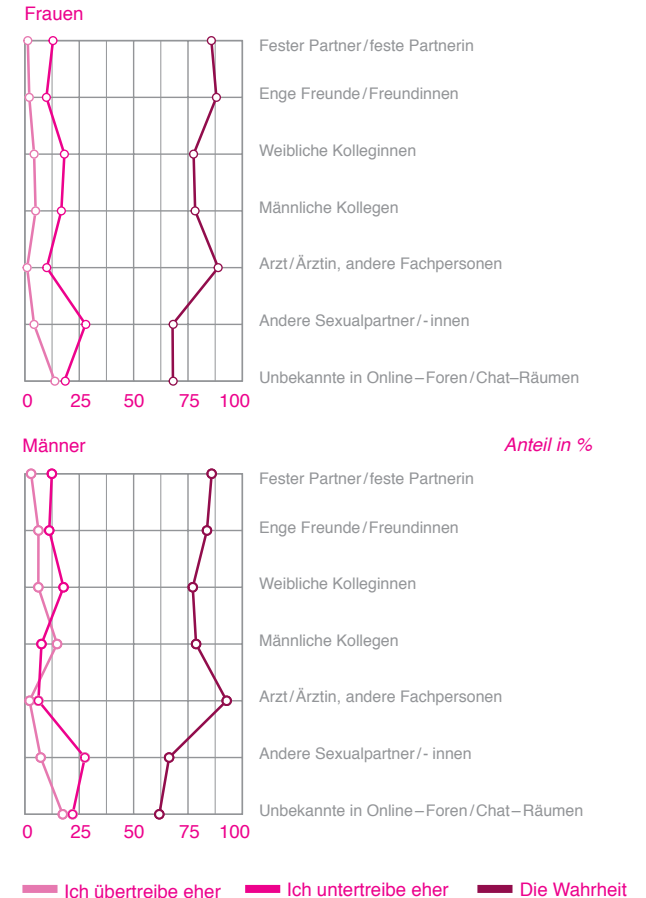 Frauen
Fester Partner/feste Partnerin
Enge Freunde/Freundinnen
Weibliche Kolleginnen
Männliche Kollegen
Arzt/Ärztin, andere Fachpersonen
Andere Sexualpartner/-innen
Unbekannte in Online–Foren/Chat–Räumen
0 25 50 75 100
Männer Anteil in %
Fester Partner/feste Partnerin
Enge Freunde/Freundinnen
Weibliche Kolleginnen
Männliche Kollegen
Arzt/Ärztin, andere Fachpersonen
Andere Sexualpartner/- innen
Unbekannte in Online–Foren/Chat–Räumen
0 25 50 75 100
Ich übertreibe eher Ich untertreibe eher Die Wahrheit